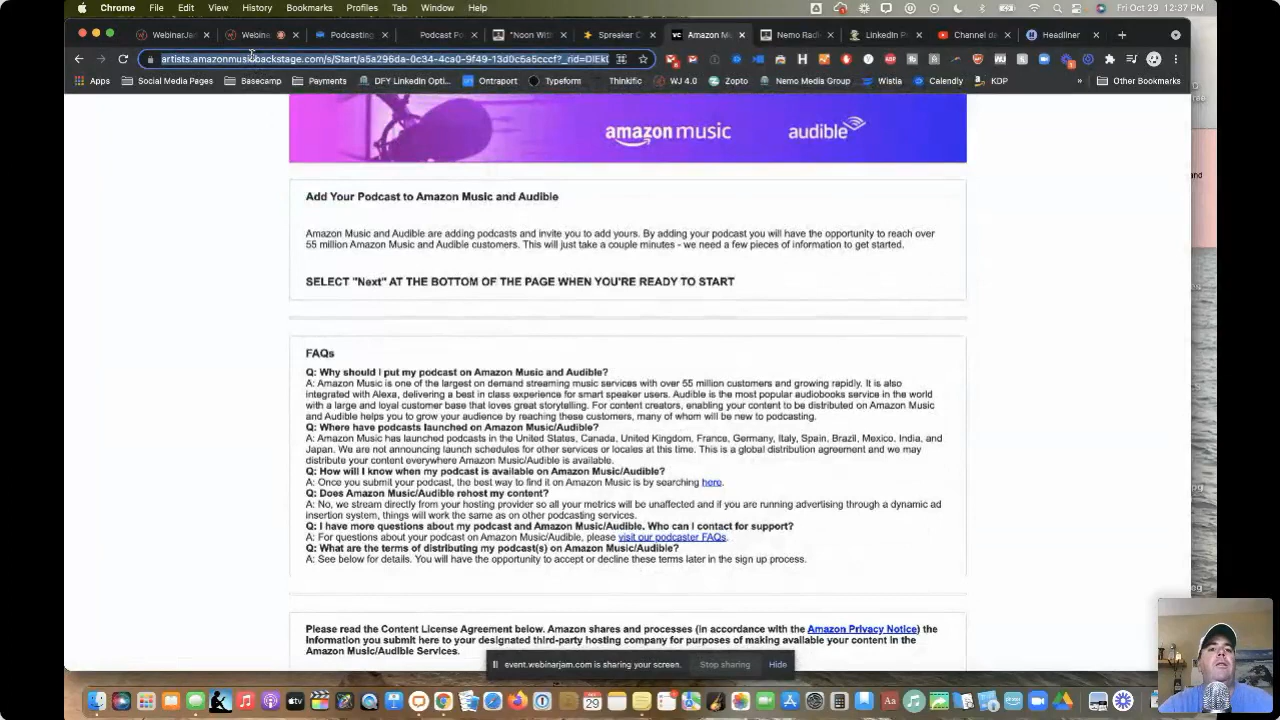 Chrome File Edit View History Bookmarks Profiles Tab Window Help
Fri Oct 29 12:37 PM
WebinarJam Webinar Podcasting Podcast Po "Noon With Spreaker C Amazon Mu Nemo Radi LinkedIn P Channel da Headliner
artists.amazonmusicbackstage.com/s/Start/a5a296da-0c34-4ca0-9f49-13d0c5a5cccf?_rid=DIEk
Apps Social Media Pages Basecamp Payments DFY LinkedIn Opti... Ontraport Typeform Thinkific WJ 4.0 Zopto Nemo Media Group Wistia Calendly KDP » Other Bookmarks
amazon music audible
Add Your Podcast to Amazon Music and Audible
Amazon Music and Audible are adding podcasts and invite you to add yours. By adding your podcast you will have the opportunity to reach over
55 million Amazon Music and Audible customers. This will just take a couple minutes - we need a few pieces of information to get started.
SELECT "Next" AT THE BOTTOM OF THE PAGE WHEN YOU'RE READY TO START
FAQs
Q: Why should I put my podcast on Amazon Music and Audible?
A: Amazon Music is one of the largest on demand streaming music services with over 55 million customers and growing rapidly. It is also
integrated with Alexa, delivering a best in class experience for smart speaker users. Audible is the most popular audiobooks service in the world
with a large and loyal customer base that loves great storytelling. For content creators, enabling your content to be distributed on Amazon Music
and Audible helps you to grow your audience by reaching these customers, many of whom will be new to podcasting.
Q: Where have podcasts launched on Amazon Music/Audible?
A: Amazon Music has launched podcasts in the United States, Canada, United Kingdom, France, Germany, Italy, Spain, Brazil, Mexico, India, and
Japan. We are not announcing launch schedules for other services or locales at this time. This is a global distribution agreement and we may
distribute your content everywhere Amazon Music/Audible is available.
Q: How will I know when my podcast is available on Amazon Music/Audible?
A: Once you submit your podcast, the best way to find it on Amazon Music is by searching here.
Q: Does Amazon Music/Audible rehost my content?
A: No, we stream directly from your hosting provider so all your metrics will be unaffected and if you are running advertising through a dynamic ad
insertion system, things will work the same as on other podcasting services.
Q: I have more questions about my podcast and Amazon Music/Audible. Who can I contact for support?
A: For questions about your podcast on Amazon Music/Audible, please visit our podcaster FAQs.
Q: What are the terms of distributing my podcast(s) on Amazon Music/Audible?
A: See below for details. You will have the opportunity to accept or decline these terms later in the sign up process.
Please read the Content License Agreement below. Amazon shares and processes (in accordance with the Amazon Privacy Notice) the
Information you submit here to your designated third-party hosting company for purposes of making available your content in the
Amazon Music/Audible Services.
event.webinarjam.com is sharing your screen. Stop sharing Hide